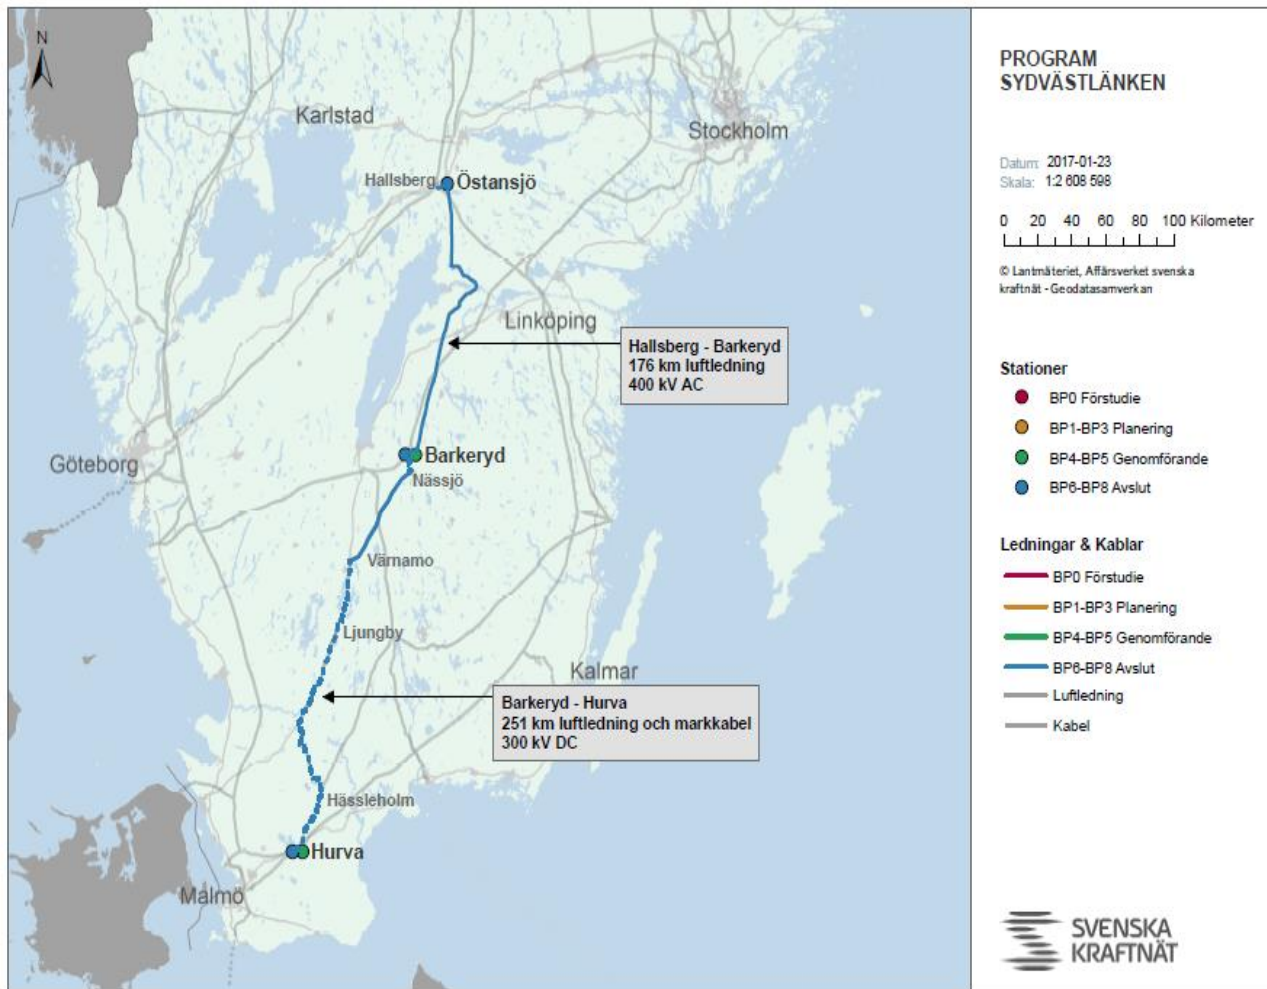 N
Karlstad
Stockholm
Hallsberg
Östansjö
Linköping
Hallsberg - Barkeryd
176 km luftledning
400 kV AC
Göteborg
Barkeryd
Nässjö
Värnamo
Ljungby
Kalmar
Barkeryd - Hurva
251 km luftledning och markkabel
300 kV DC
Hässleholm
Hurva
Malmö
PROGRAM
SYDVÄSTLÄNKEN
Datum: 2017-01-23
Skala: 1:2 608 598
0 20 40 60 80 100 Kilometer
© Lantmäteriet, Affärsverket svenska
kraftnät - Geodatasamverkan
Stationer
BP0 Förstudie
BP1-BP3 Planering
BP4-BP5 Genomförande
BP6-BP8 Avslut
Ledningar & Kablar
BP0 Förstudie
BP1-BP3 Planering
BP4-BP5 Genomförande
BP6-BP8 Avslut
Luftledning
Kabel
SVENSKA
KRAFTNÄT